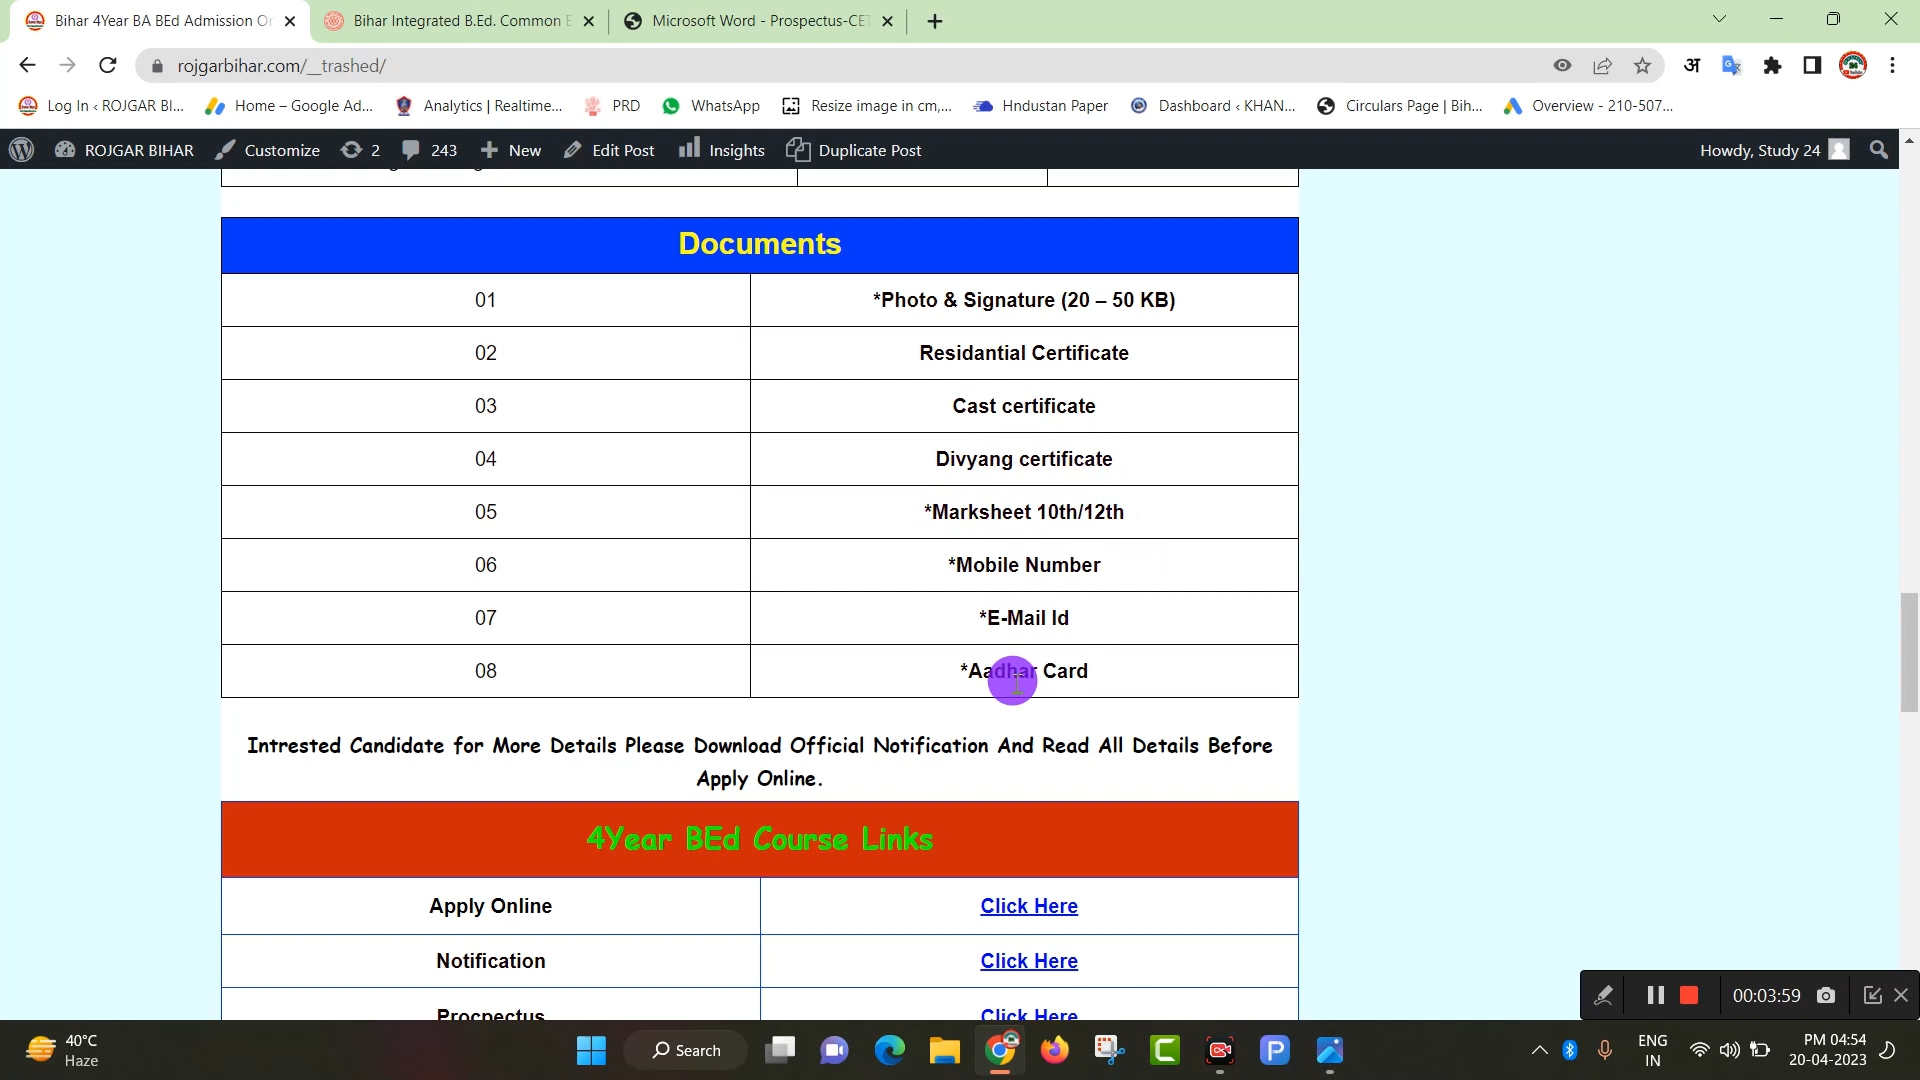 Bihar 4Year BA BEd Admission Or
Bihar Integrated B.Ed. Common E
Microsoft Word - Prospectus-CET
rojgarbihar.com/__trashed/
अ
Log In ‹ ROJGAR BI...
Home – Google Ad...
Analytics | Realtime...
PRD
WhatsApp
Resize image in cm,...
Hndustan Paper
Dashboard ‹ KHAN...
Circulars Page | Bih...
Overview - 210-507...
ROJGAR BIHAR
Customize
2
243
New
Edit Post
Insights
Duplicate Post
Howdy, Study 24
Documents
01 *Photo & Signature (20 – 50 KB)
02 Residantial Certificate
03 Cast certificate
04 Divyang certificate
05 *Marksheet 10th/12th
06 *Mobile Number
07 *E-Mail Id
08 *Aadhar Card
Intrested Candidate for More Details Please Download Official Notification And Read All Details Before
Apply Online.
4Year BEd Course Links
Apply Online Click Here
Notification Click Here
Procpectus Click Here
00:03:59
40°C
Haze
Search
ENG
IN
PM 04:54
20-04-2023